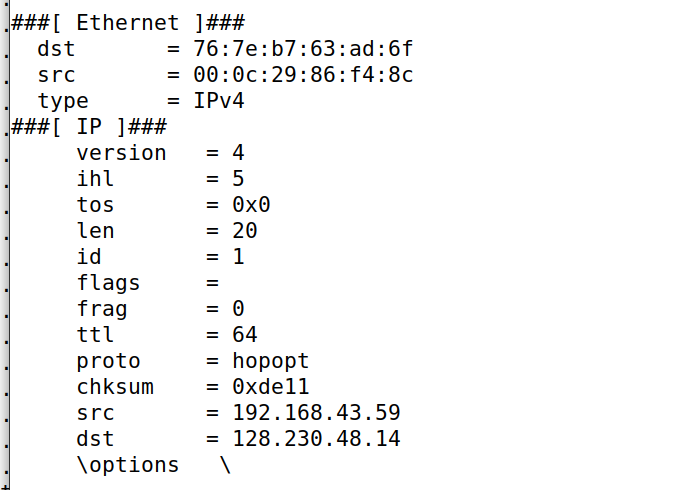 ###[ Ethernet ]###
  dst       = 76:7e:b7:63:ad:6f
  src       = 00:0c:29:86:f4:8c
  type      = IPv4
###[ IP ]###
     version   = 4
     ihl       = 5
     tos       = 0x0
     len       = 20
     id        = 1
     flags     =
     frag      = 0
     ttl       = 64
     proto     = hopopt
     chksum    = 0xde11
     src       = 192.168.43.59
     dst       = 128.230.48.14
     \options   \